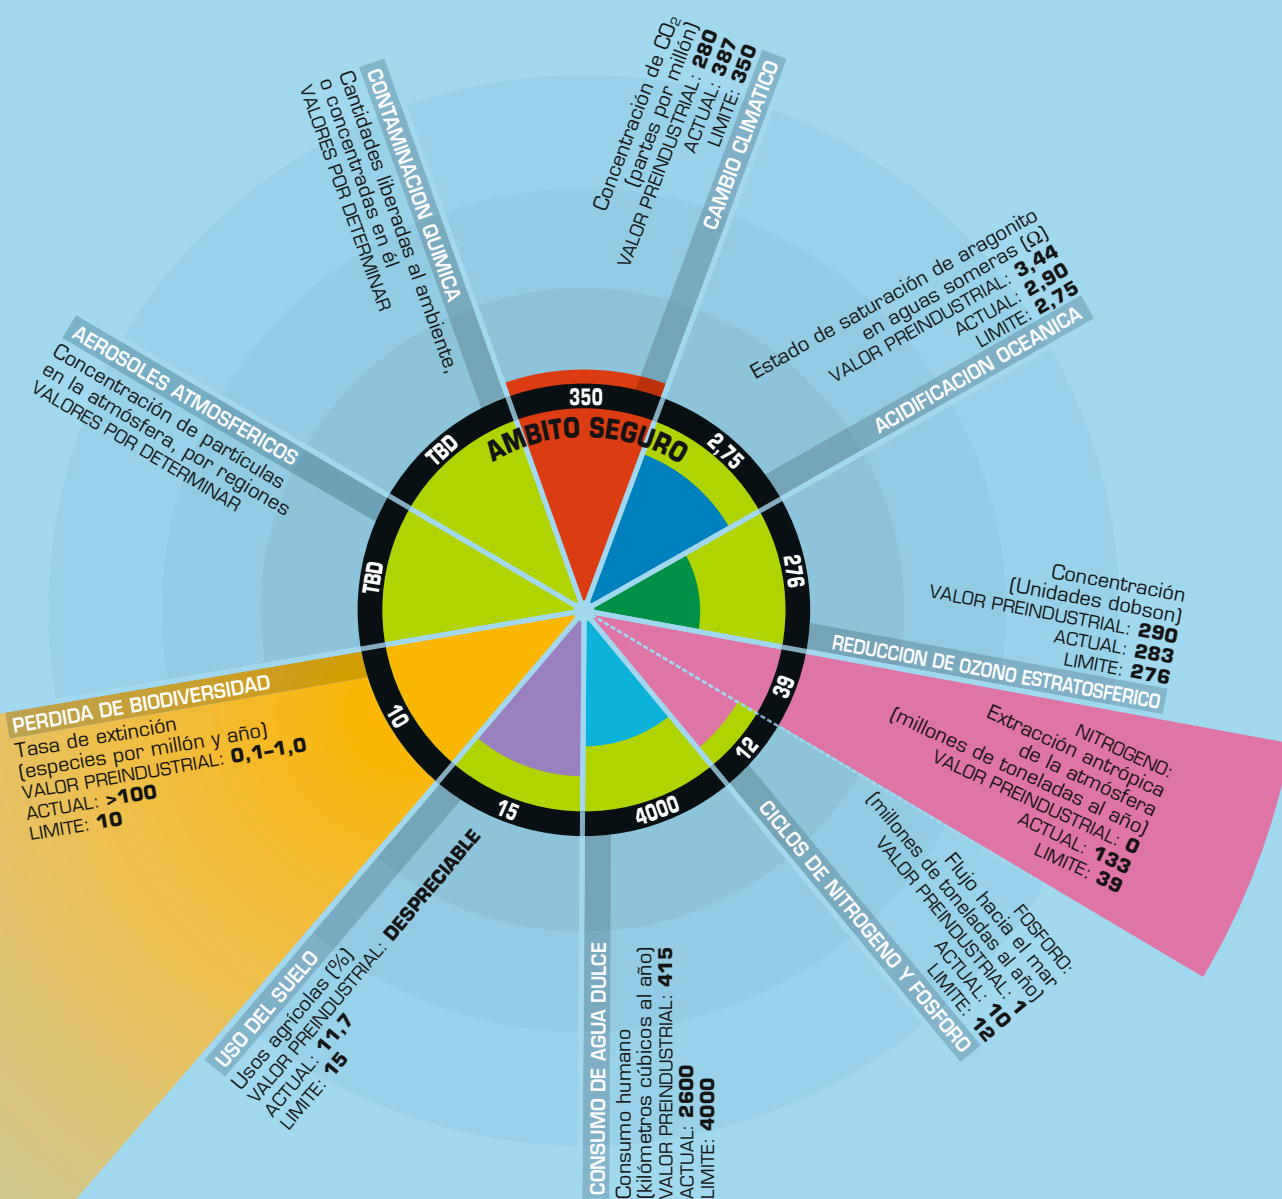 CAMBIO CLIMATICO
Concentración de CO₂
(partes por millón)
VALOR PREINDUSTRIAL: 280
ACTUAL: 387
LIMITE: 350
ACIDIFICACION OCEANICA
Estado de saturación de aragonito
en aguas someras (Ω)
VALOR PREINDUSTRIAL: 3,44
ACTUAL: 2,90
LIMITE: 2,75
REDUCCION DE OZONO ESTRATOSFERICO
Concentración
(Unidades dobson)
VALOR PREINDUSTRIAL: 290
ACTUAL: 283
LIMITE: 276
CICLOS DE NITROGENO Y FOSFORO
NITROGENO:
Extracción antrópica
de la atmósfera
(millones de toneladas al año)
VALOR PREINDUSTRIAL: 0
ACTUAL: 133
LIMITE: 39
FOSFORO:
Flujo hacia el mar
(millones de toneladas al año)
VALOR PREINDUSTRIAL: 1
ACTUAL: 10
LIMITE: 12
CONSUMO DE AGUA DULCE
Consumo humano
(kilómetros cúbicos al año)
VALOR PREINDUSTRIAL: 415
ACTUAL: 2600
LIMITE: 4000
USO DEL SUELO
Usos agrícolas (%)
VALOR PREINDUSTRIAL: DESPRECIABLE
ACTUAL: 11,7
LIMITE: 15
PERDIDA DE BIODIVERSIDAD
Tasa de extinción
(especies por millón y año)
VALOR PREINDUSTRIAL: 0,1–1,0
ACTUAL: >100
LIMITE: 10
AEROSOLES ATMOSFERICOS
Concentración de partículas
en la atmósfera, por regiones
VALORES POR DETERMINAR
CONTAMINACION QUIMICA
Cantidades liberadas al ambiente,
o concentradas en él
VALORES POR DETERMINAR
AMBITO SEGURO
350
2,75
276
39
12
4000
15
10
TBD
TBD